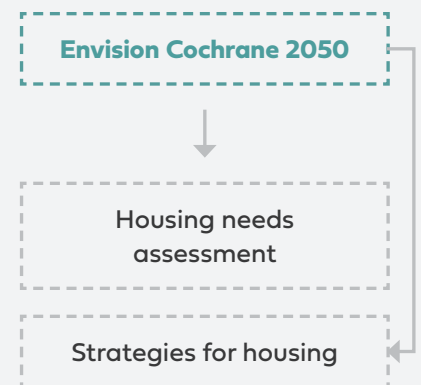 Envision Cochrane 2050
Housing needs
assessment
Strategies for housing